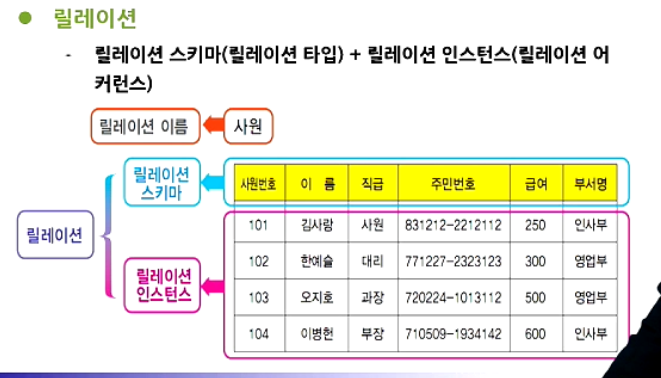 릴레이션
- 릴레이션 스키마(릴레이션 타입) + 릴레이션 인스턴스(릴레이션 어
커런스)
릴레이션 이름 사원
릴레이션
스키마
사원번호 이 름 직급 주민번호 급여 부서명
릴레이션
101 김사랑 사원 831212-2212112 250 인사부
102 한예슬 대리 771227-2323123 300 영업부
릴레이션
인스턴스
103 오지호 과장 720224-1013112 500 영업부
104 이병헌 부장 710509-1934142 600 인사부